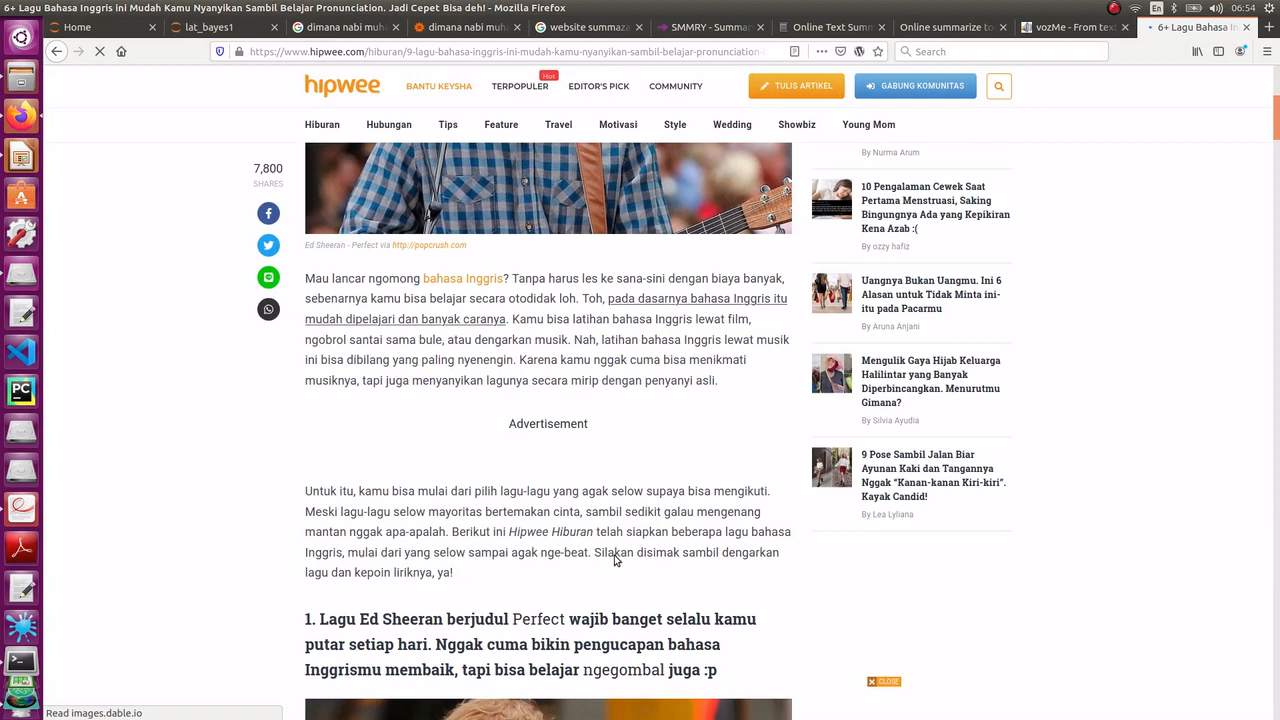 6+ Lagu Bahasa Inggris Ini Mudah Kamu Nyanyikan Sambil Belajar Pronunciation. Jadi Cepet Bisa Deh! - Mozilla Firefox
06:54
Home
lat_bayes1
dimana nabi muh
dimana nabi muh
website summaz
SMMRY - Summa
Online Text Summ
Online summarize to
vozMe - From text
6+ Lagu Bahasa In
https://www.hipwee.com/hiburan/9-lagu-bahasa-inggris-ini-mudah-kamu-nyanyikan-sambil-belajar-pronunciation-
Search
hipwee
BANTU KEYSHA
TERPOPULER
Hot
EDITOR'S PICK
COMMUNITY
TULIS ARTIKEL
GABUNG KOMUNITAS
Hiburan
Hubungan
Tips
Feature
Travel
Motivasi
Style
Wedding
Showbiz
Young Mom
7,800
SHARES
Ed Sheeran - Perfect via http://popcrush.com
Mau lancar ngomong bahasa Inggris? Tanpa harus les ke sana-sini dengan biaya banyak,
sebenarnya kamu bisa belajar secara otodidak loh. Toh, pada dasarnya bahasa Inggris itu
mudah dipelajari dan banyak caranya. Kamu bisa latihan bahasa Inggris lewat film,
ngobrol santai sama bule, atau dengarkan musik. Nah, latihan bahasa Inggris lewat musik
ini bisa dibilang yang paling nyenengin. Karena kamu nggak cuma bisa menikmati
musiknya, tapi juga menyanyikan lagunya secara mirip dengan penyanyi asli.
Advertisement
Untuk itu, kamu bisa mulai dari pilih lagu-lagu yang agak selow supaya bisa mengikuti.
Meski lagu-lagu selow mayoritas bertemakan cinta, sambil sedikit galau mengenang
mantan nggak apa-apalah. Berikut ini Hipwee Hiburan telah siapkan beberapa lagu bahasa
Inggris, mulai dari yang selow sampai agak nge-beat. Silakan disimak sambil dengarkan
lagu dan kepoin liriknya, ya!
1. Lagu Ed Sheeran berjudul Perfect wajib banget selalu kamu
putar setiap hari. Nggak cuma bikin pengucapan bahasa
Inggrismu membaik, tapi bisa belajar ngegombal juga :p
By Nurma Arum
10 Pengalaman Cewek Saat
Pertama Menstruasi, Saking
Bingungnya Ada yang Kepikiran
Kena Azab :(
By ozzy hafiz
Uangnya Bukan Uangmu. Ini 6
Alasan untuk Tidak Minta ini-
itu pada Pacarmu
By Aruna Anjani
Mengulik Gaya Hijab Keluarga
Halilintar yang Banyak
Diperbincangkan. Menurutmu
Gimana?
By Silvia Ayudia
9 Pose Sambil Jalan Biar
Ayunan Kaki dan Tangannya
Nggak “Kanan-kanan Kiri-kiri”.
Kayak Candid!
By Lea Lyliana
CLOSE
Read images.dable.io